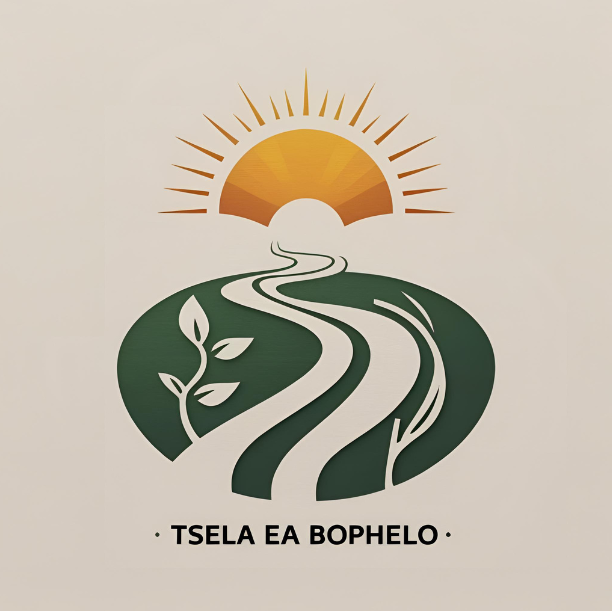 · TSELA EA BOPHELO ·